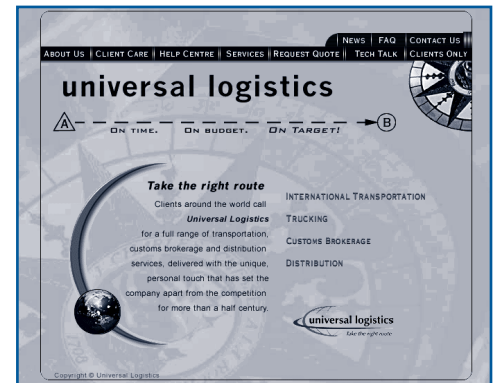 NEWS FAQ CONTACT US
ABOUT US CLIENT CARE HELP CENTRE SERVICES REQUEST QUOTE TECH TALK CLIENTS ONLY
universal logistics
A B
ON TIME. ON BUDGET. ON TARGET!
Take the right route
Clients around the world call
Universal Logistics
for a full range of transportation,
customs brokerage and distribution
services, delivered with the unique,
personal touch that has set the
company apart from the competition
for more than a half century.
INTERNATIONAL TRANSPORTATION
TRUCKING
CUSTOMS BROKERAGE
DISTRIBUTION
universal logistics
Take the right route
Copyright © Universal Logistics